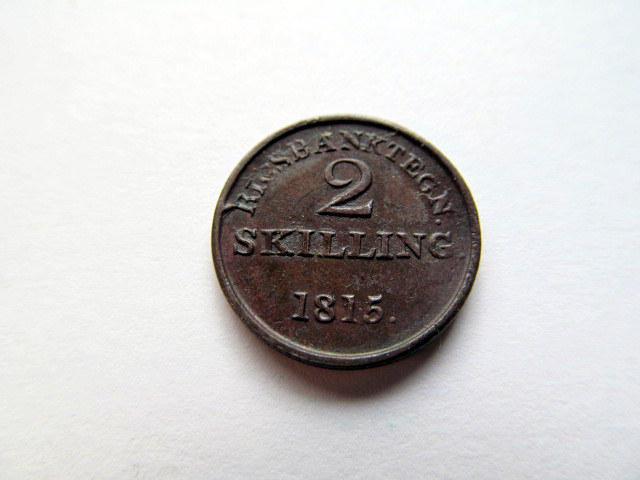 RIGSBANKTEGN.
2
SKILLING
1815.